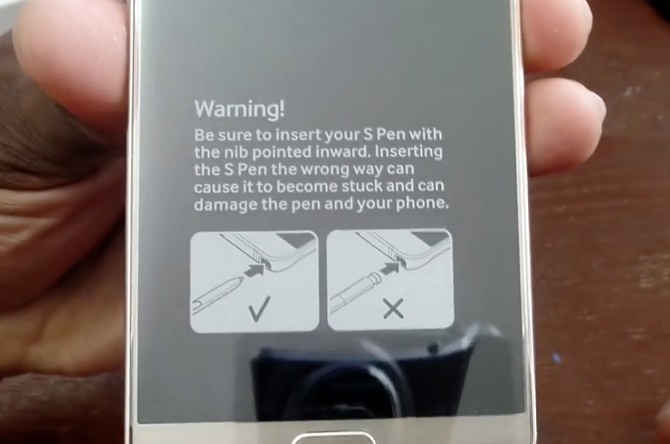 Warning!
Be sure to insert your S Pen with
the nib pointed inward. Inserting
the S Pen the wrong way can
cause it to become stuck and can
damage the pen and your phone.